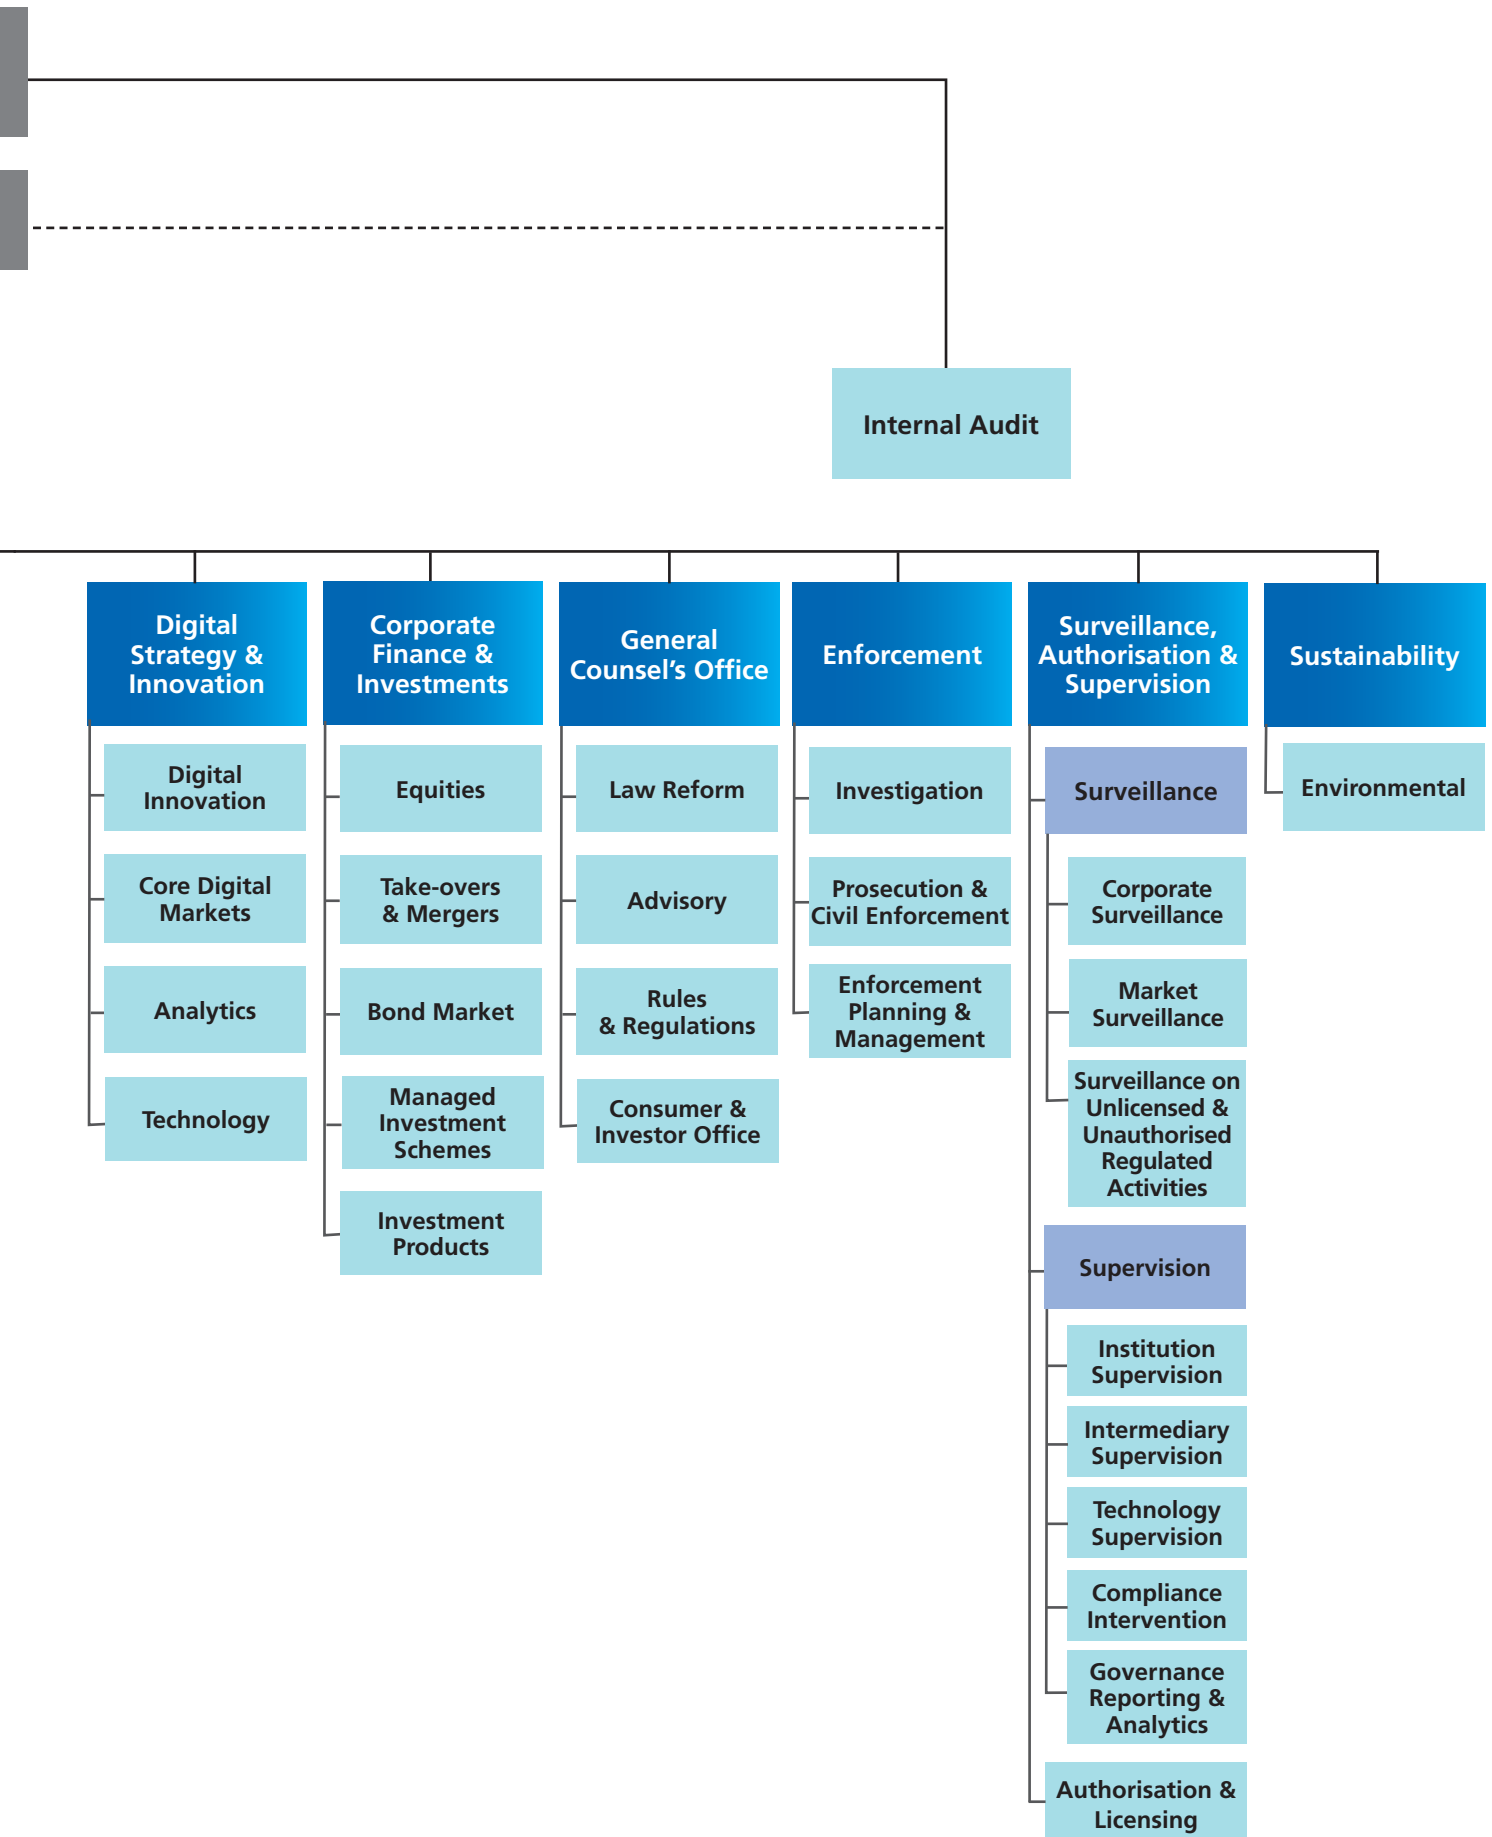 Internal Audit
Digital
Strategy &
Innovation
Digital
Innovation
Core Digital
Markets
Analytics
Technology
Corporate
Finance &
Investments
Equities
Take-overs
& Mergers
Bond Market
Managed
Investment
Schemes
Investment
Products
General
Counsel’s Office
Law Reform
Advisory
Rules
& Regulations
Consumer &
Investor Office
Enforcement
Investigation
Prosecution &
Civil Enforcement
Enforcement
Planning &
Management
Surveillance,
Authorisation &
Supervision
Surveillance
Corporate
Surveillance
Market
Surveillance
Surveillance on
Unlicensed &
Unauthorised
Regulated
Activities
Supervision
Institution
Supervision
Intermediary
Supervision
Technology
Supervision
Compliance
Intervention
Governance
Reporting &
Analytics
Authorisation &
Licensing
Sustainability
Environmental